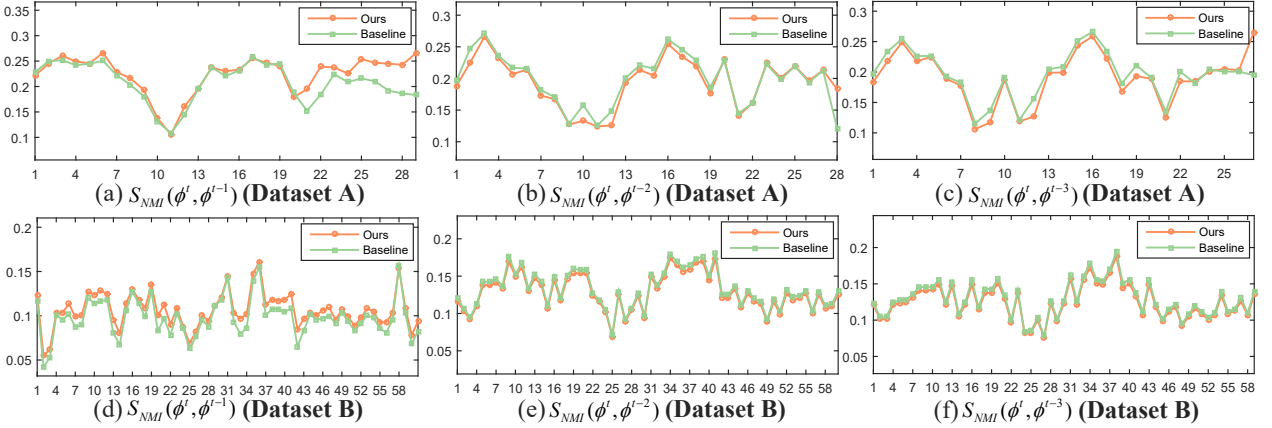 0.35
0.3
0.25
0.2
0.15
0.1
Ours
Baseline
1 4 7 10 13 16 19 22 25 28
(a) S_NMI(ϕ^t, ϕ^{t−1}) (Dataset A)
0.3
0.25
0.2
0.15
0.1
Ours
Baseline
1 4 7 10 13 16 19 22 25 28
(b) S_NMI(ϕ^t, ϕ^{t−2}) (Dataset A)
0.3
0.25
0.2
0.15
0.1
Ours
Baseline
1 4 7 10 13 16 19 22 25
(c) S_NMI(ϕ^t, ϕ^{t−3}) (Dataset A)
0.2
0.15
0.1
0.05
Ours
Baseline
1 4 7 10 13 16 19 22 25 28 31 34 37 40 43 46 49 52 55 58
(d) S_NMI(ϕ^t, ϕ^{t−1}) (Dataset B)
0.2
0.15
0.1
0.05
Ours
Baseline
1 4 7 10 13 16 19 22 25 28 31 34 37 40 43 46 49 52 55 58
(e) S_NMI(ϕ^t, ϕ^{t−2}) (Dataset B)
0.2
0.15
0.1
0.05
Ours
Baseline
1 4 7 10 13 16 19 22 25 28 31 34 37 40 43 46 49 52 55 58
(f) S_NMI(ϕ^t, ϕ^{t−3}) (Dataset B)